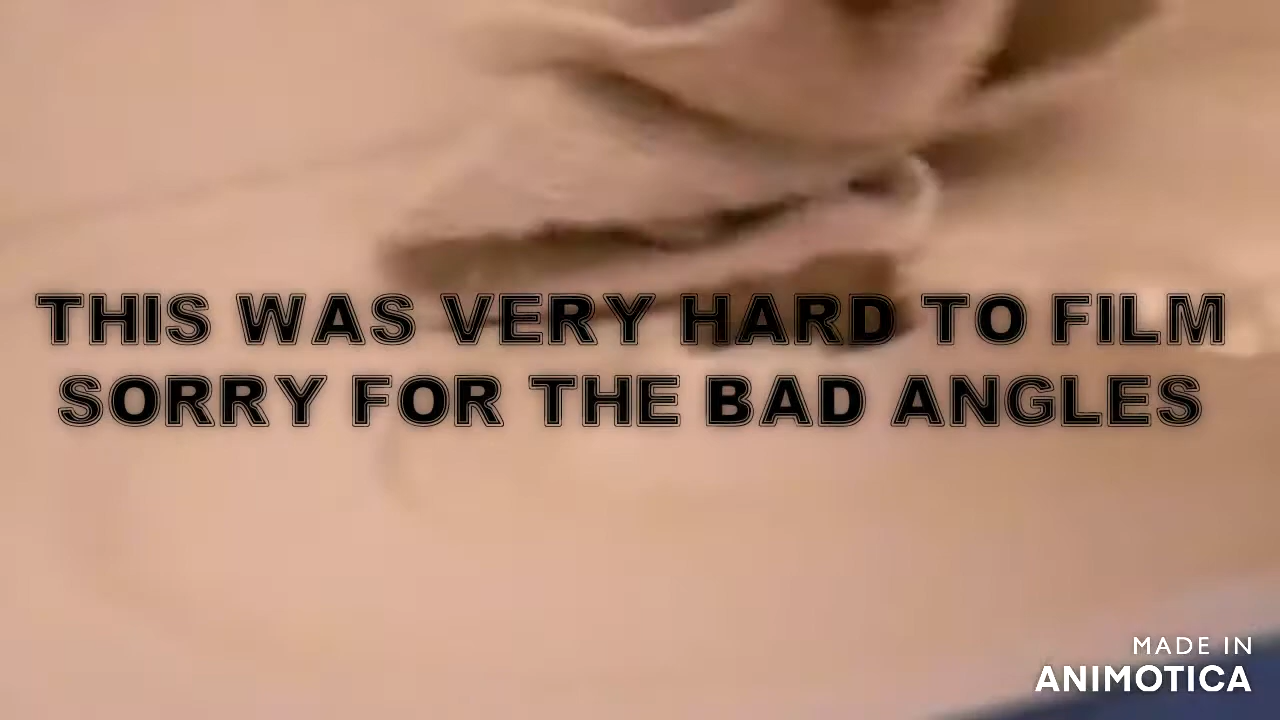 THIS WAS VERY HARD TO FILM
SORRY FOR THE BAD ANGLES
MADE IN
ANIMOTICA